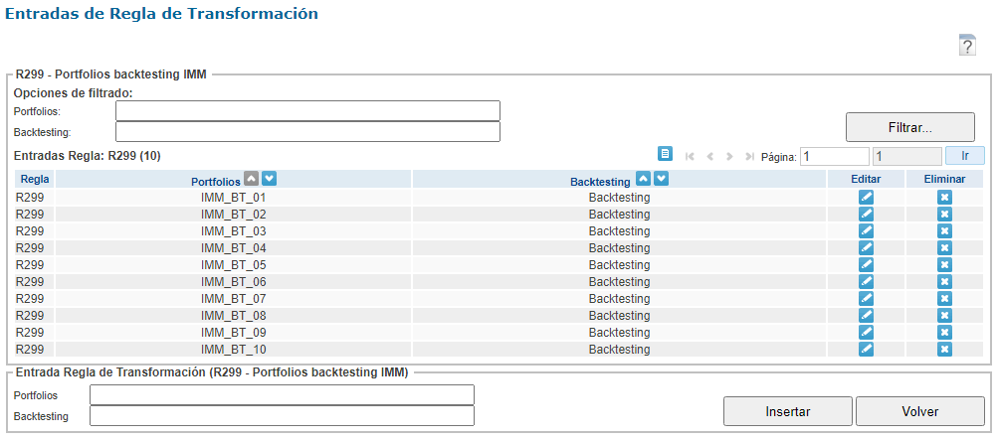 Entradas de Regla de Transformación
?
R299 - Portfolios backtesting IMM
Opciones de filtrado:
Portfolios:
Backtesting:
Filtrar...
Entradas Regla: R299 (10) Página: 1 1 Ir
Regla Portfolios Backtesting Editar Eliminar
R299 IMM_BT_01 Backtesting
R299 IMM_BT_02 Backtesting
R299 IMM_BT_03 Backtesting
R299 IMM_BT_04 Backtesting
R299 IMM_BT_05 Backtesting
R299 IMM_BT_06 Backtesting
R299 IMM_BT_07 Backtesting
R299 IMM_BT_08 Backtesting
R299 IMM_BT_09 Backtesting
R299 IMM_BT_10 Backtesting
Entrada Regla de Transformación (R299 - Portfolios backtesting IMM)
Portfolios
Backtesting
Insertar Volver